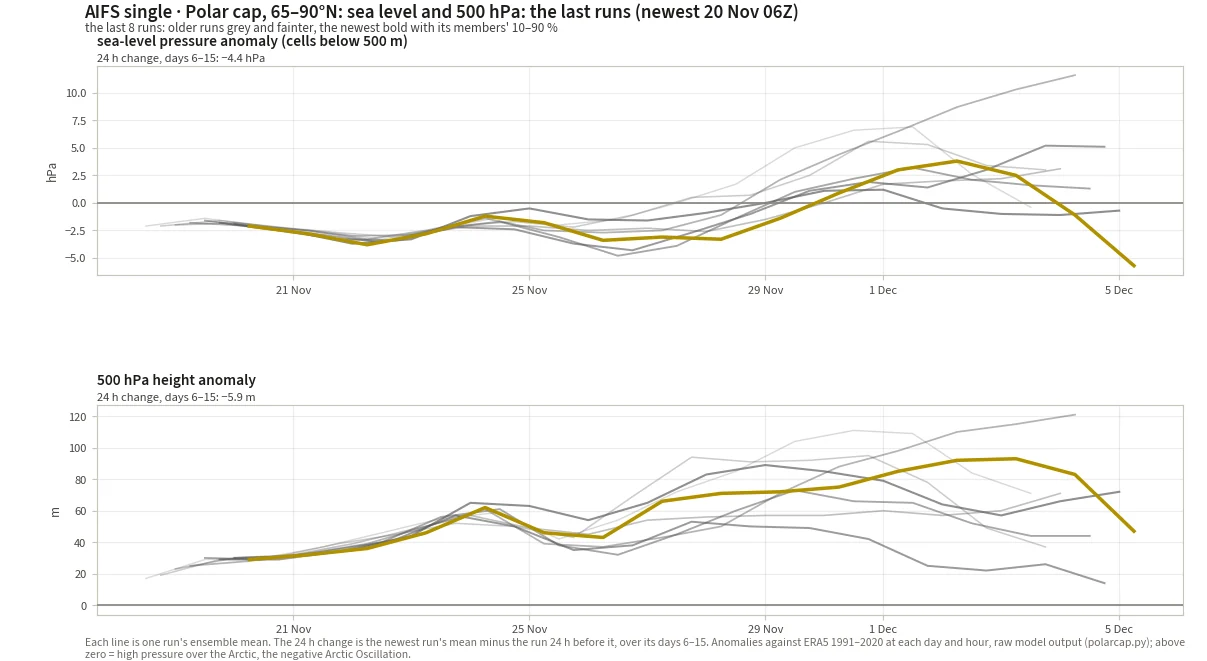 AIFS single · Polar cap, 65–90°N: sea level and 500 hPa: the last runs (newest 20 Nov 06Z)
the last 8 runs: older runs grey and fainter, the newest bold with its members' 10–90 %
sea-level pressure anomaly (cells below 500 m)
24 h change, days 6–15: −4.4 hPa
10.0
7.5
5.0
2.5
0.0
−2.5
−5.0
hPa
21 Nov
25 Nov
29 Nov
1 Dec
5 Dec
500 hPa height anomaly
24 h change, days 6–15: −5.9 m
120
100
80
60
40
20
0
m
21 Nov
25 Nov
29 Nov
1 Dec
5 Dec
Each line is one run's ensemble mean. The 24 h change is the newest run's mean minus the run 24 h before it, over its days 6–15. Anomalies against ERA5 1991–2020 at each day and hour, raw model output (polarcap.py); above
zero = high pressure over the Arctic, the negative Arctic Oscillation.